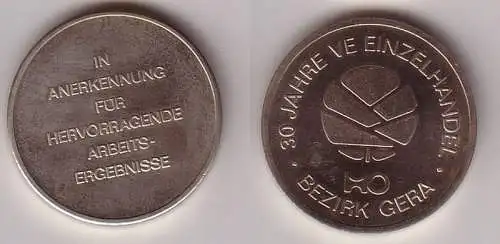 IN
ANERKENNUNG
FÜR
HERVORRAGENDE
ARBEITS-
ERGEBNISSE
· 30 JAHRE VE EINZELHANDEL ·
HO
BEZIRK GERA